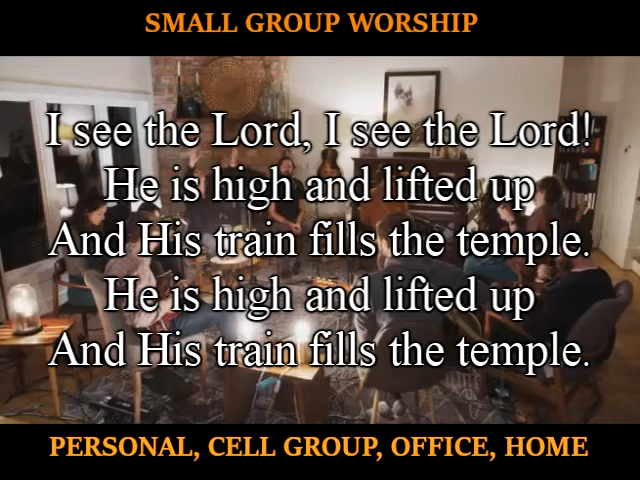 SMALL GROUP WORSHIP
I see the Lord, I see the Lord!
He is high and lifted up
And His train fills the temple.
He is high and lifted up
And His train fills the temple.
PERSONAL, CELL GROUP, OFFICE, HOME